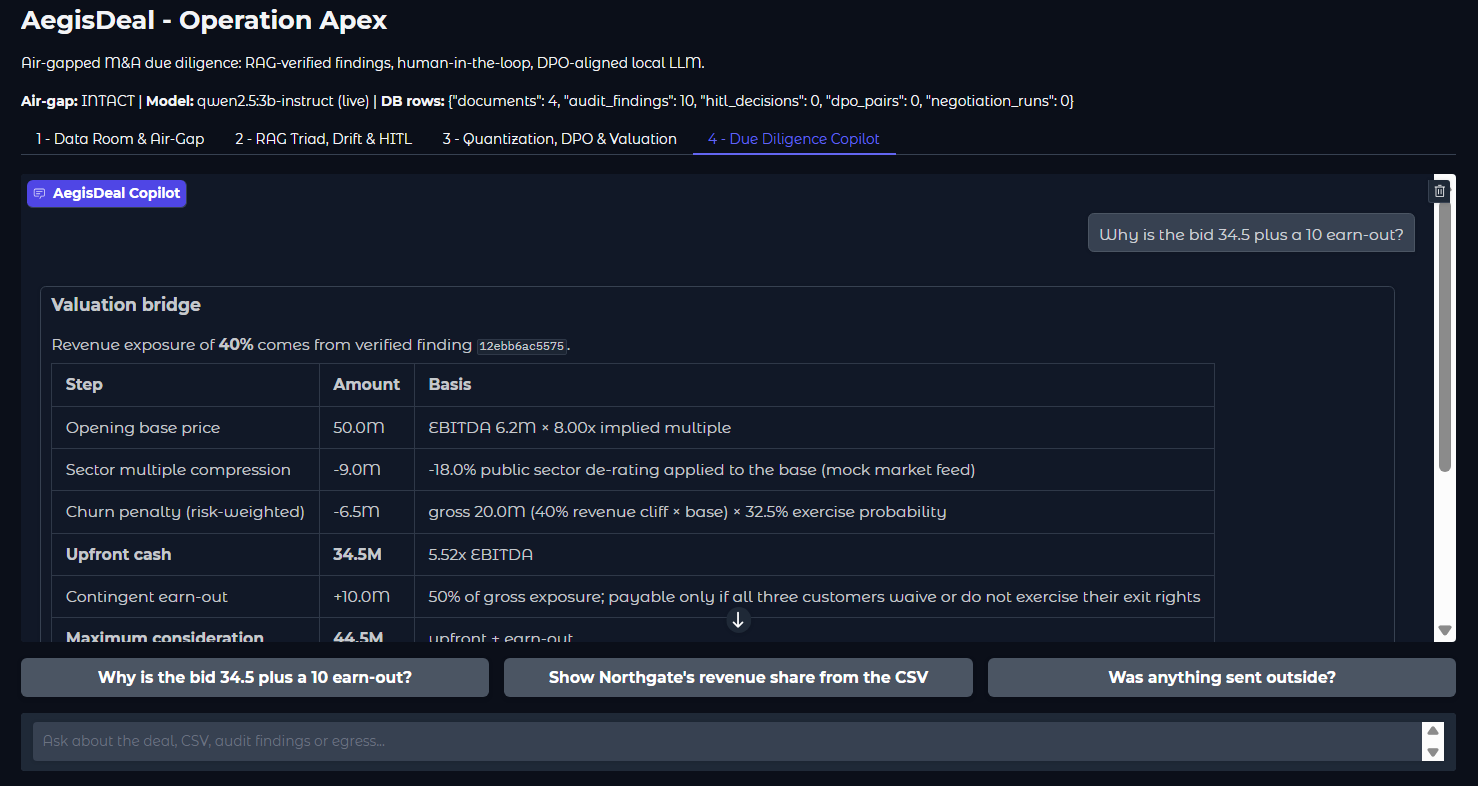 AegisDeal - Operation Apex
Air-gapped M&A due diligence: RAG-verified findings, human-in-the-loop, DPO-aligned local LLM.
Air-gap: INTACT | Model: qwen2.5:3b-instruct (live) | DB rows: {"documents": 4, "audit_findings": 10, "hitl_decisions": 0, "dpo_pairs": 0, "negotiation_runs": 0}
1 - Data Room & Air-Gap 2 - RAG Triad, Drift & HITL 3 - Quantization, DPO & Valuation 4 - Due Diligence Copilot
AegisDeal Copilot
Why is the bid 34.5 plus a 10 earn-out?
Valuation bridge
Revenue exposure of 40% comes from verified finding 12ebb6ac5575.
Step Amount Basis
Opening base price 50.0M EBITDA 6.2M × 8.00x implied multiple
Sector multiple compression -9.0M -18.0% public sector de-rating applied to the base (mock market feed)
Churn penalty (risk-weighted) -6.5M gross 20.0M (40% revenue cliff × base) × 32.5% exercise probability
Upfront cash 34.5M 5.52x EBITDA
Contingent earn-out +10.0M 50% of gross exposure; payable only if all three customers waive or do not exercise their exit rights
Maximum consideration 44.5M upfront + earn-out
Why is the bid 34.5 plus a 10 earn-out? Show Northgate's revenue share from the CSV Was anything sent outside?
Ask about the deal, CSV, audit findings or egress...